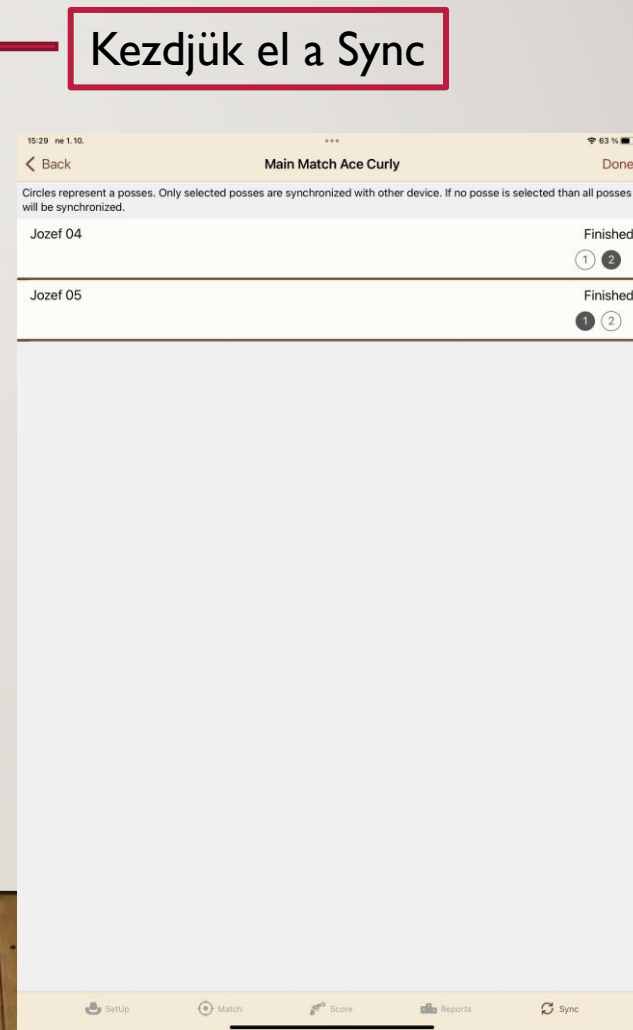 Kezdjük el a Sync
15:29 ne 1. 10.
63 %
Back
Main Match Ace Curly
Done
Circles represent a posses. Only selected posses are synchronized with other device. If no posse is selected than all posses
will be synchronized.
Jozef 04
Finished
1 2
Jozef 05
Finished
1 2
SetUp
Match
Score
Reports
Sync